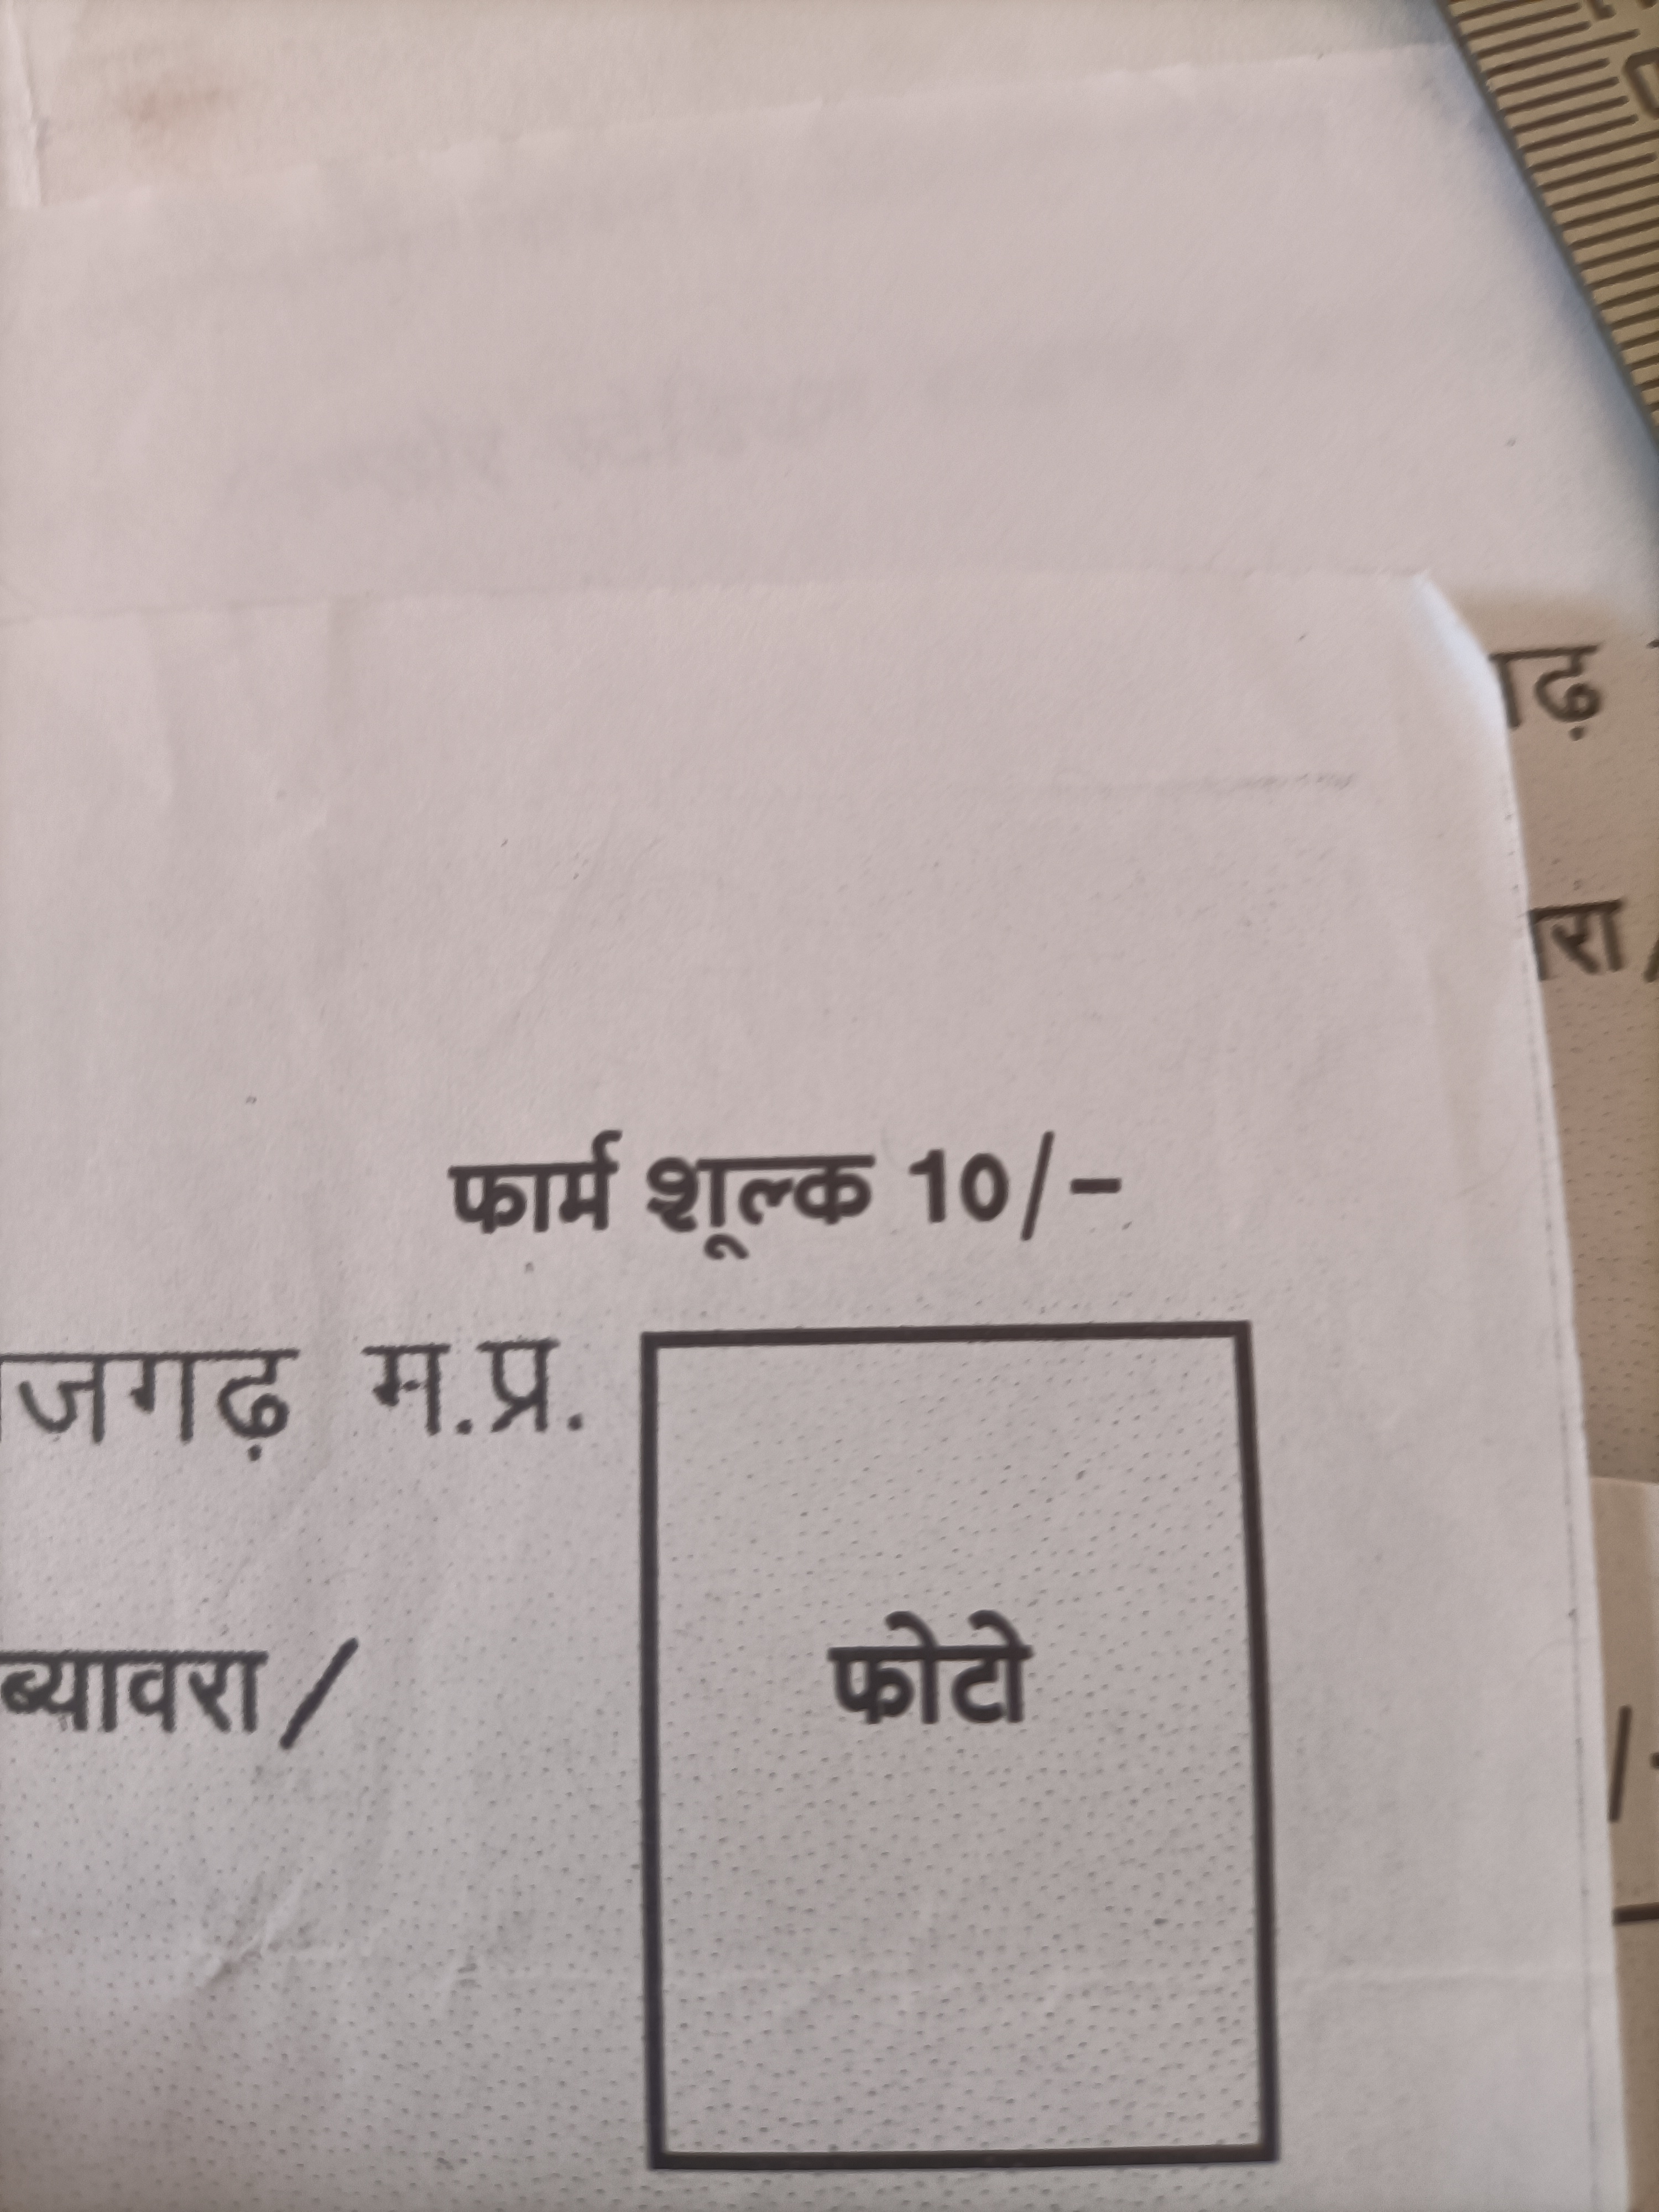 फार्म शूल्क 10/-
जगढ़ म.प्र.
ब्यावरा /
फोटो